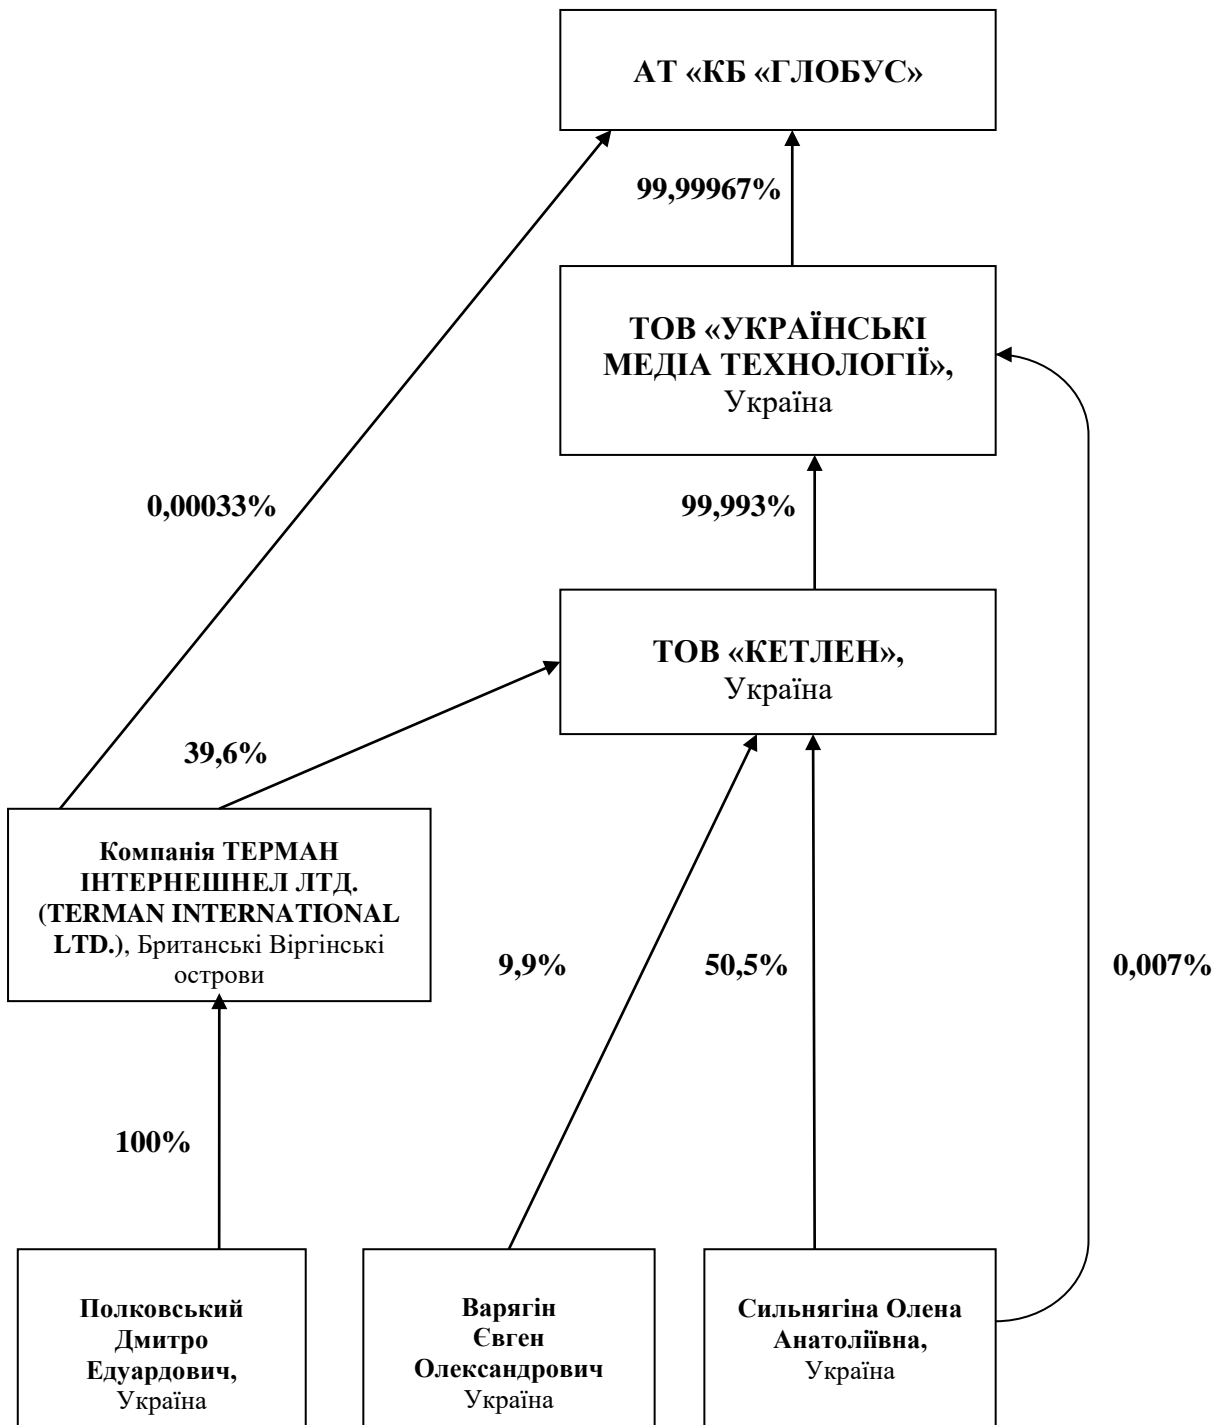 АТ «КБ «ГЛОБУС»
99,99967%
ТОВ «УКРАЇНСЬКІ
МЕДІА ТЕХНОЛОГІЇ»,
Україна
0,00033%
99,993%
ТОВ «КЕТЛЕН»,
Україна
39,6%
Компанія ТЕРМАН
ІНТЕРНЕШНЕЛ ЛТД.
(TERMAN INTERNATIONAL
LTD.), Британські Віргінські
острови
9,9%
50,5%
0,007%
100%
Полковський
Дмитро
Едуардович,
Україна
Варягін
Євген
Олександрович
Україна
Сильнягіна Олена
Анатоліївна,
Україна